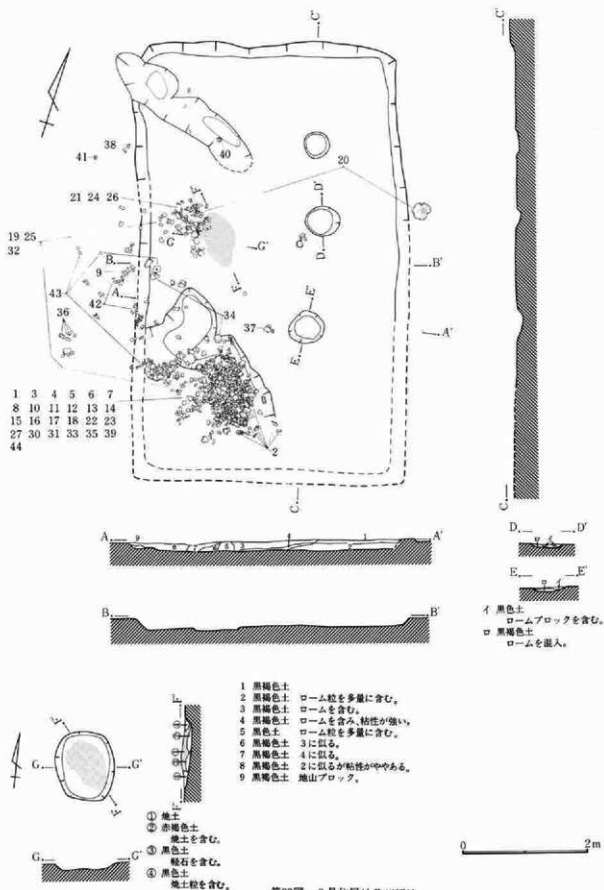 C'
38
41
40
20
21 24 26
F'
D'
19 25
32
G
G'
B
B'
9
F
D
43
A
42
34
E'
A'
36
37
E
1 3 4 5 6 7
8 10 11 12 13 14
15 16 17 18 22 23
27 30 31 33 35 39
44
2
C
C'
C
A A'
9 4 1
B B'
D D'
ロ イ
E E'
ロ イ
イ 黒色土
ロームブロックを含む。
ロ 黒褐色土
ロームを混入。
1 黒褐色土
2 黒褐色土 ローム粒を多量に含む。
3 黒褐色土 ロームを含む。
4 黒褐色土 ロームを含み、粘性が強い。
5 黒色土 ローム粒を多量に含む。
6 黒褐色土 3に似る。
7 黒褐色土 4に似る。
8 黒褐色土 2に似るが粘性がややある。
9 黒褐色土 地山ブロック。
F'
G G'
F
F'
F
G G'
① 焼土
② 赤褐色土
焼土を含む。
③ 黒色土
軽石を含む。
④ 黒色土
焼土粒を含む。
0 2m